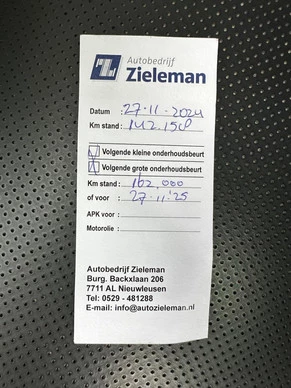 Autobedrijf
Zieleman
Datum : 27-11-2024
Km stand : 142.150
Volgende kleine onderhoudsbeurt
Volgende grote onderhoudsbeurt
Km stand : 162.000
of voor : 27-11-'25
APK voor :
Motorolie :
Autobedrijf Zieleman
Burg. Backxlaan 206
7711 AL Nieuwleusen
Tel: 0529 - 481288
E-mail: info@autozieleman.nl